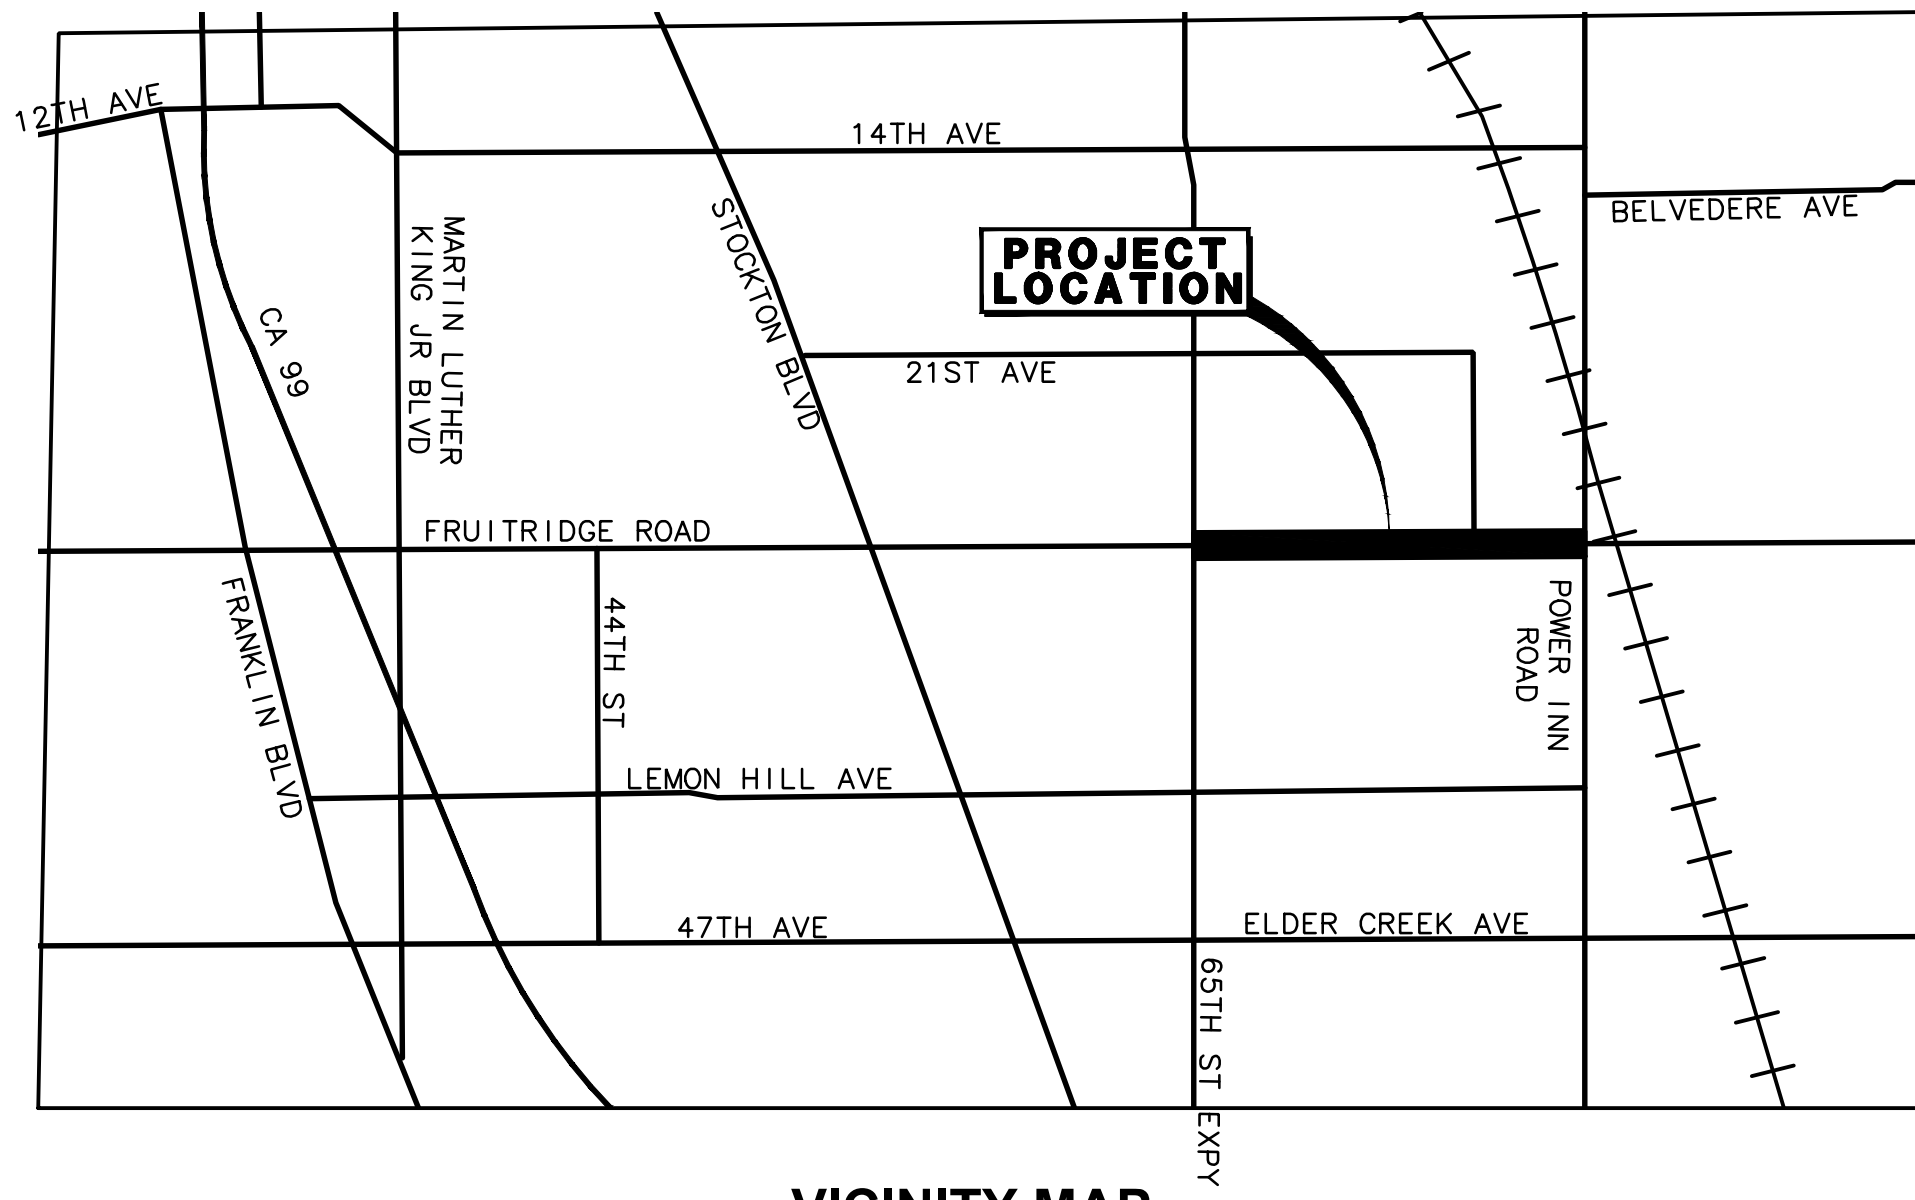 12TH AVE
14TH AVE
BELVEDERE AVE
MARTIN LUTHER
KING JR BLVD
STOCKTON BLVD
PROJECT
LOCATION
CA 99
21ST AVE
FRUITRIDGE ROAD
FRANKLIN BLVD
44TH ST
POWER INN
ROAD
LEMON HILL AVE
47TH AVE
ELDER CREEK AVE
65TH ST EXPY
VICINITY MAP